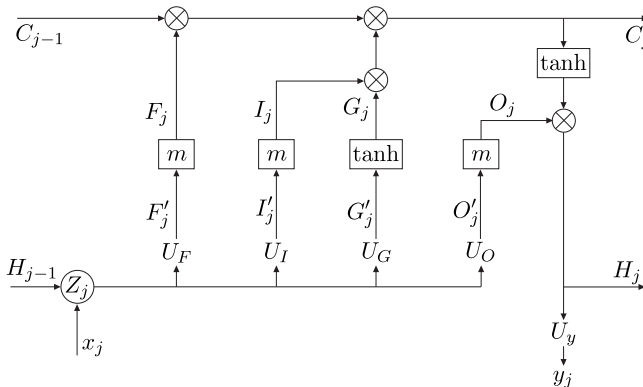 C_{j-1}
C
tanh
F_j
I_j
G_j
O_j
m
m
tanh
m
F'_j
I'_j
G'_j
O'_j
U_F
U_I
U_G
U_O
H_{j-1}
Z_j
H_j
x_j
U_y
y_j